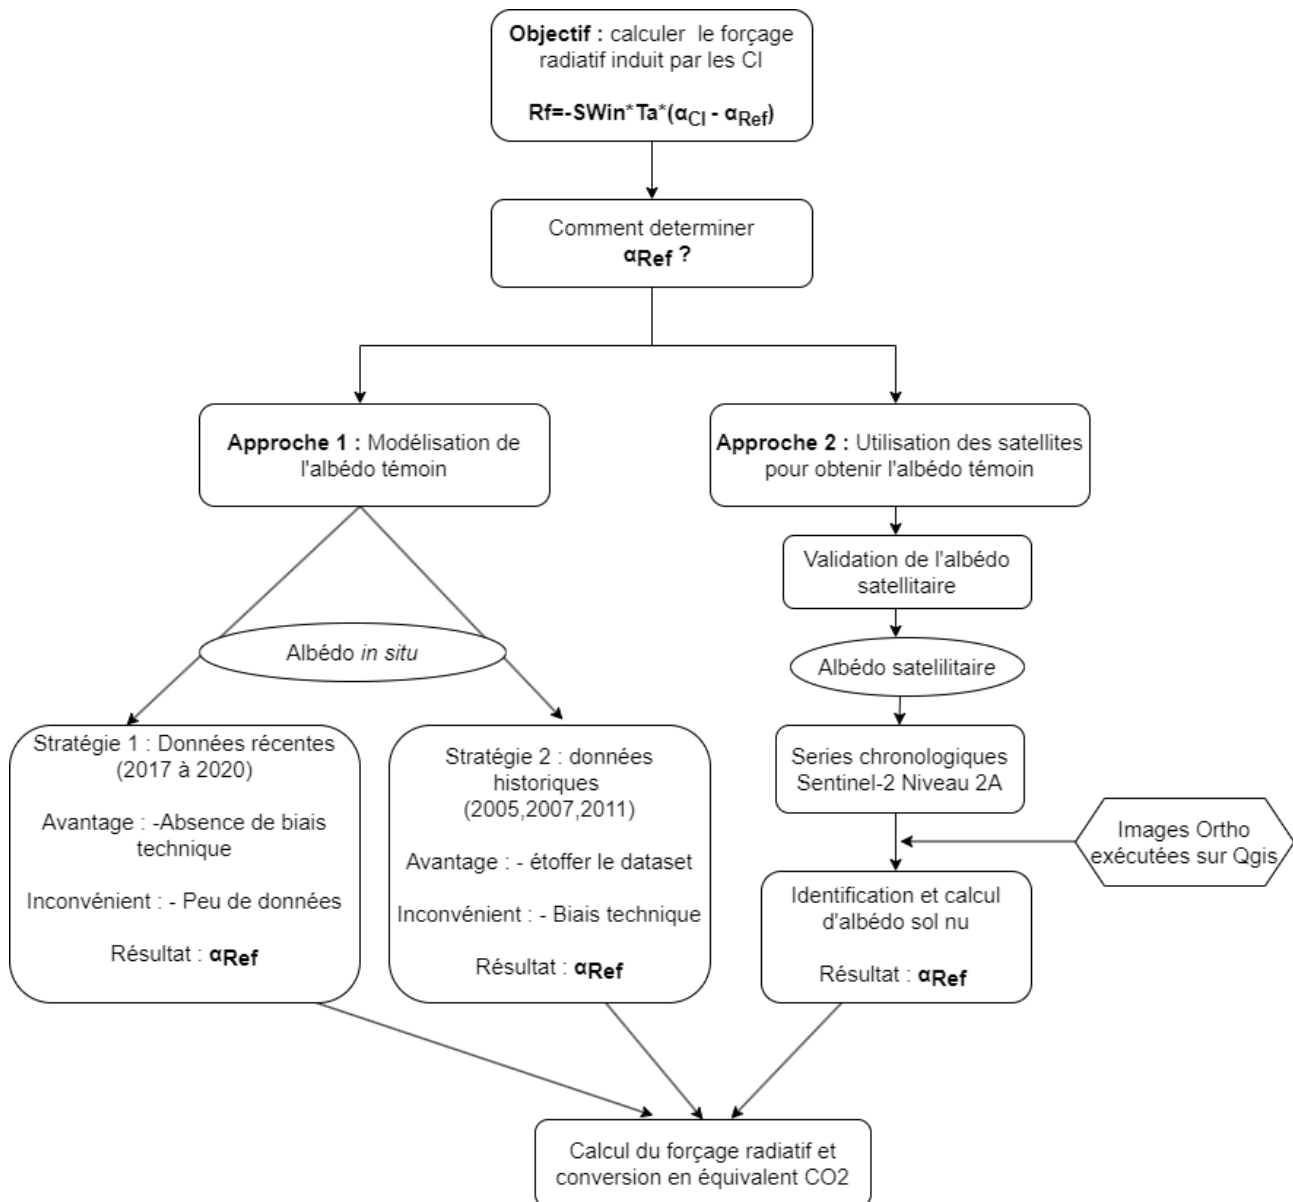 Objectif : calculer le forçage
radiatif induit par les CI
Rf=-SWin*Ta*(αCI - αRef)
Comment determiner
αRef ?
Approche 1 : Modélisation de
l'albédo témoin
Approche 2 : Utilisation des satellites
pour obtenir l'albédo témoin
Validation de l'albédo
satellitaire
Albédo in situ
Albédo satelilitaire
Stratégie 1 : Données récentes
(2017 à 2020)
Avantage : -Absence de biais
technique
Inconvénient : - Peu de données
Résultat : αRef
Stratégie 2 : données
historiques
(2005,2007,2011)
Avantage : - étoffer le dataset
Inconvénient : - Biais technique
Résultat : αRef
Series chronologiques
Sentinel-2 Niveau 2A
Images Ortho
exécutées sur Qgis
Identification et calcul
d'albédo sol nu
Résultat : αRef
Calcul du forçage radiatif et
conversion en équivalent CO2